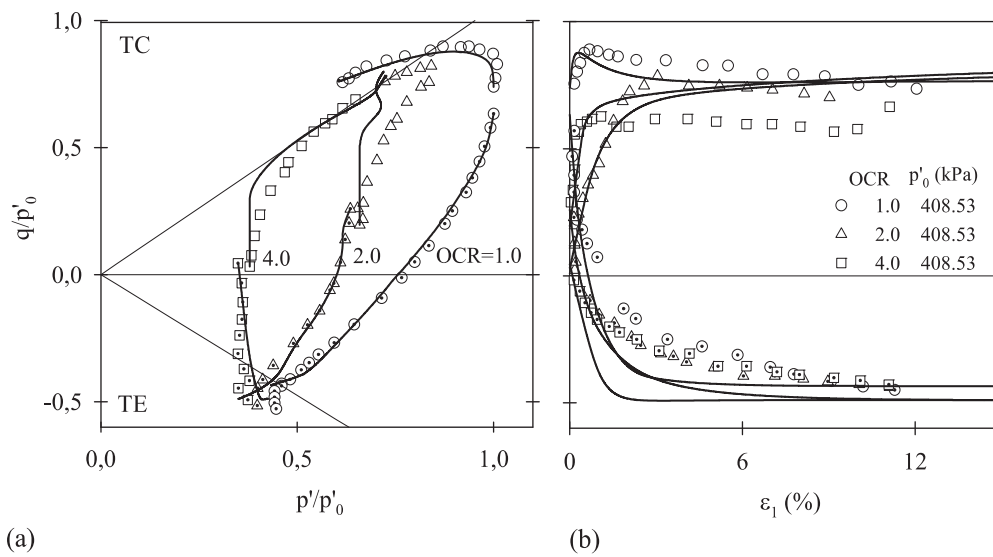 1,0
TC
0,5
q/p'0
4.0
2.0
OCR=1.0
0,0
-0,5
TE
0,0
0,5
1,0
p'/p'0
(a)
OCR p'0 (kPa)
1.0 408.53
2.0 408.53
4.0 408.53
0
6
12
ε1 (%)
(b)